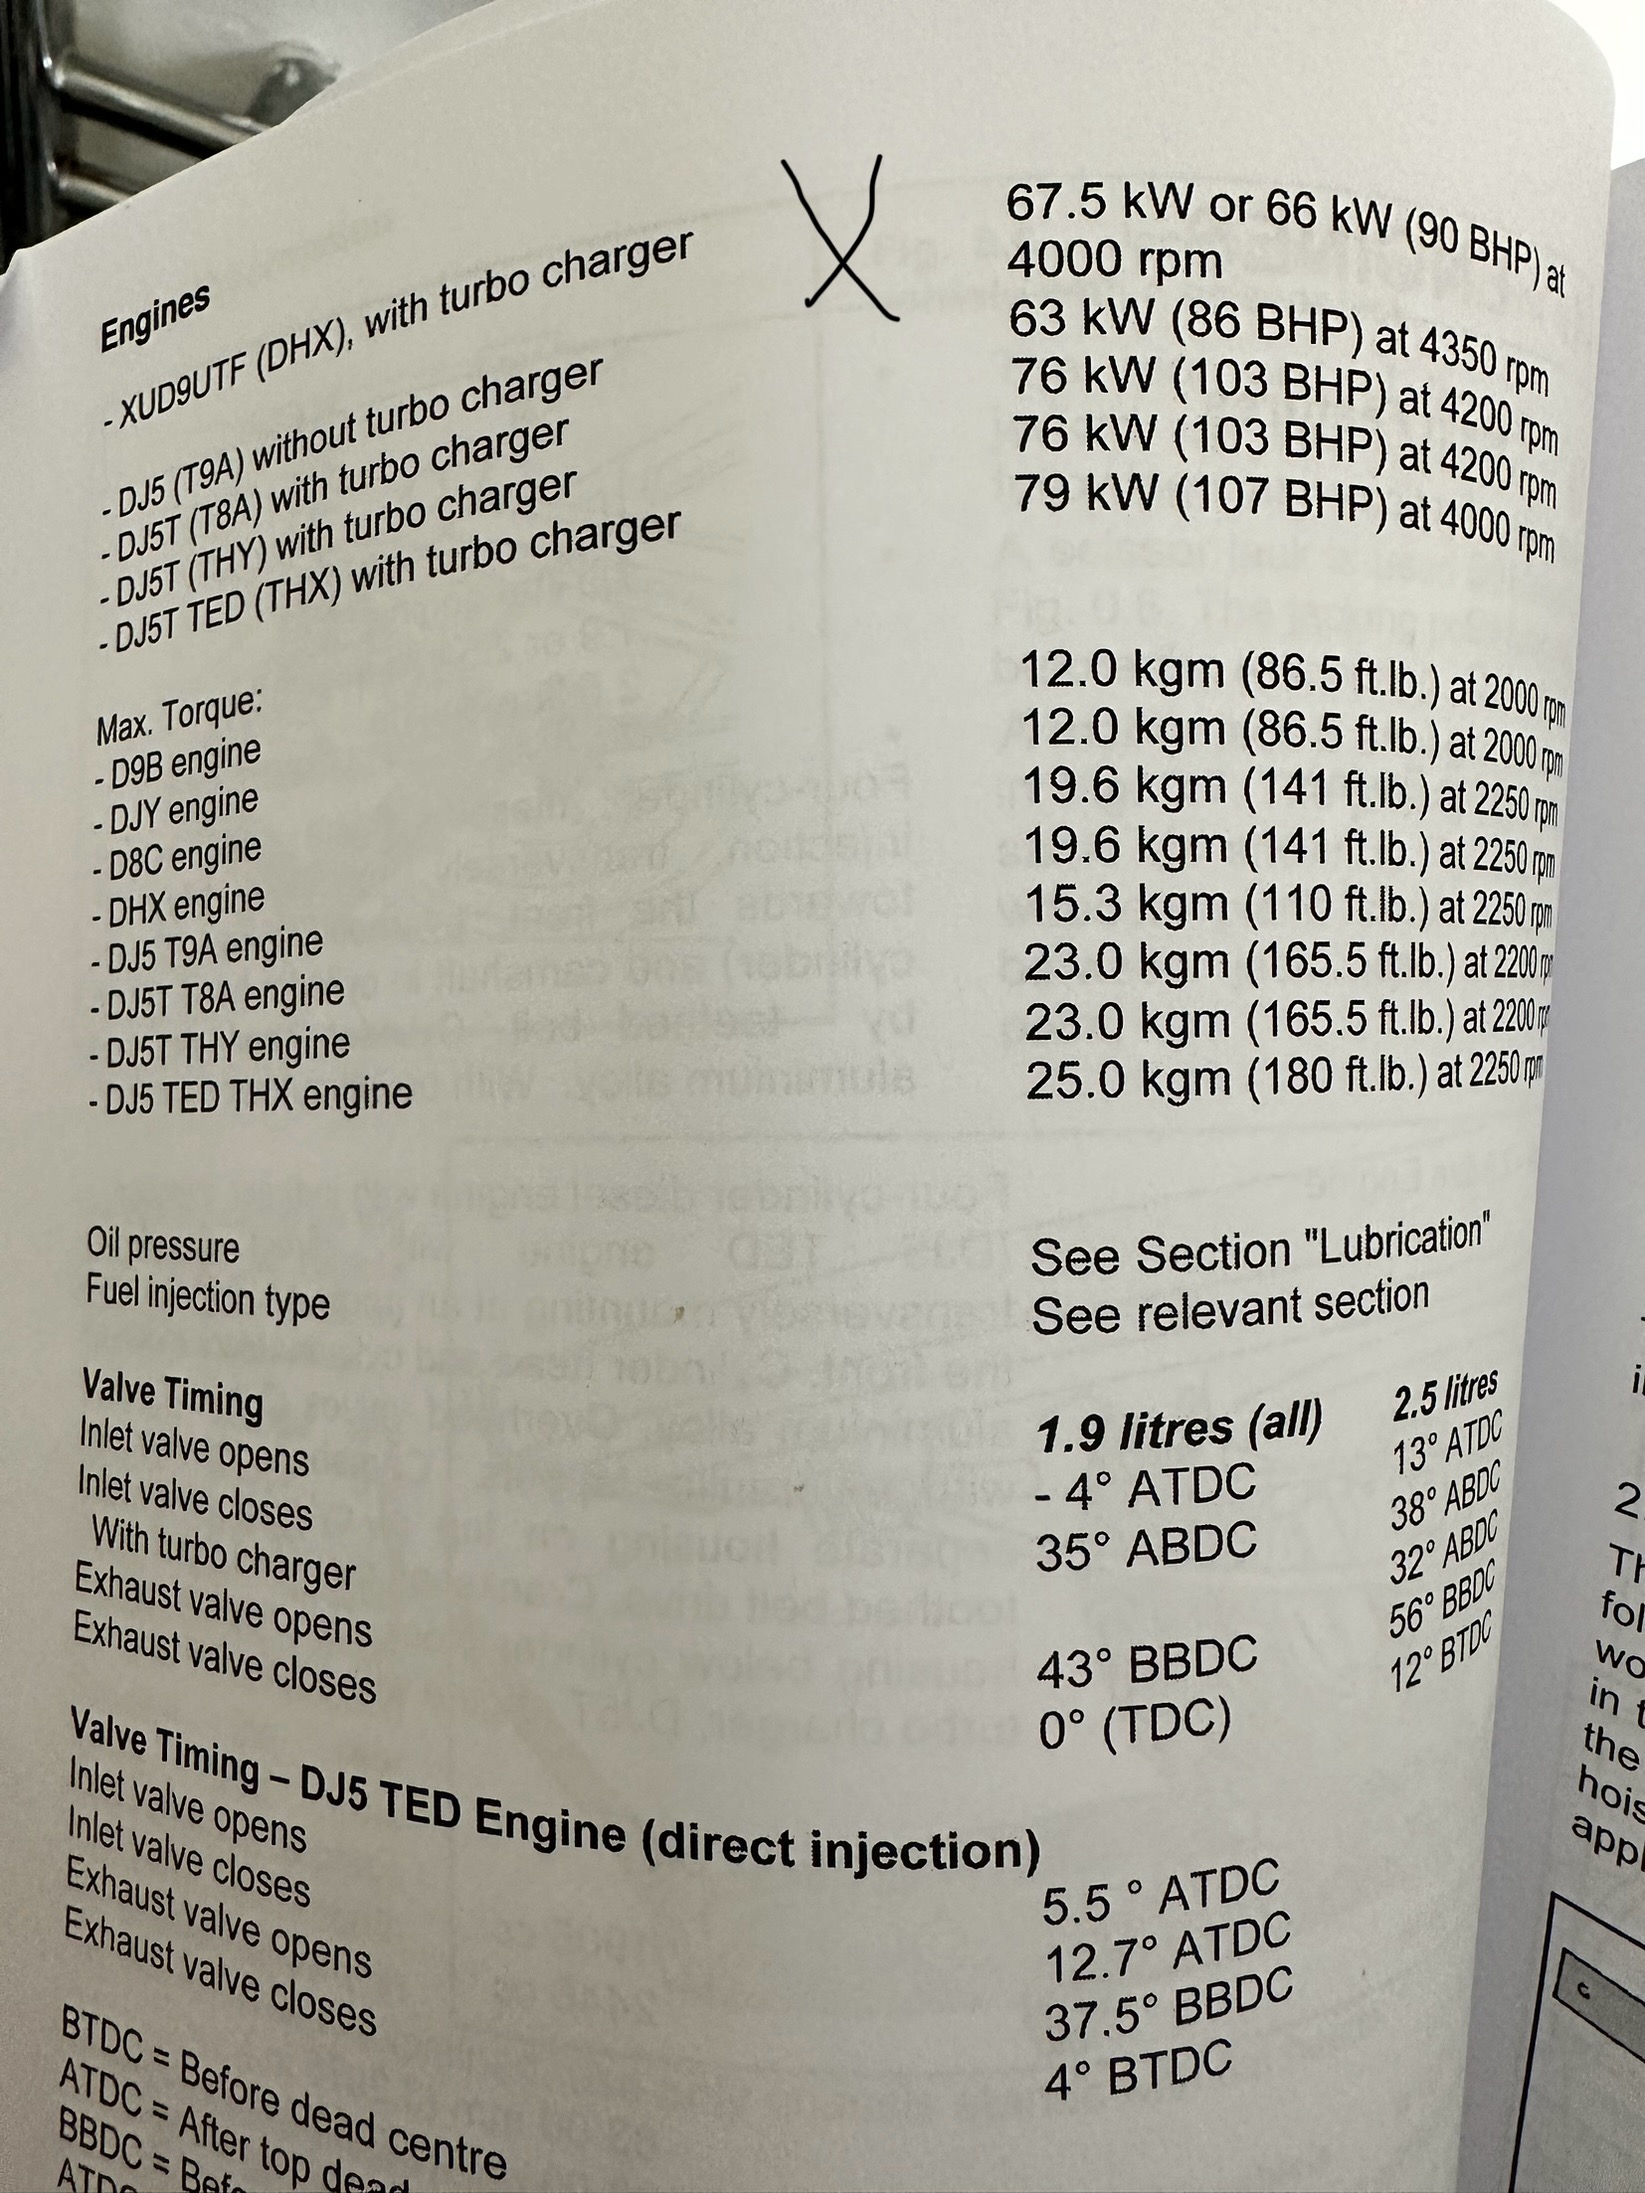 Engines
- XUD9UTF (DHX), with turbo charger 67.5 kW or 66 kW (90 BHP) at
4000 rpm
- DJ5 (T9A) without turbo charger 63 kW (86 BHP) at 4350 rpm
- DJ5T (T8A) with turbo charger 76 kW (103 BHP) at 4200 rpm
- DJ5T (THY) with turbo charger 76 kW (103 BHP) at 4200 rpm
- DJ5T TED (THX) with turbo charger 79 kW (107 BHP) at 4000 rpm
Max. Torque:
- D9B engine 12.0 kgm (86.5 ft.lb.) at 2000 rpm
- DJY engine 12.0 kgm (86.5 ft.lb.) at 2000 rpm
- D8C engine 19.6 kgm (141 ft.lb.) at 2250 rpm
- DHX engine 19.6 kgm (141 ft.lb.) at 2250 rpm
- DJ5 T9A engine 15.3 kgm (110 ft.lb.) at 2250 rpm
- DJ5T T8A engine 23.0 kgm (165.5 ft.lb.) at 2200 rpm
- DJ5T THY engine 23.0 kgm (165.5 ft.lb.) at 2200 rpm
- DJ5 TED THX engine 25.0 kgm (180 ft.lb.) at 2250 rpm
Oil pressure See Section "Lubrication"
Fuel injection type See relevant section
Valve Timing 1.9 litres (all) 2.5 litres
Inlet valve opens - 4° ATDC 13° ATDC
Inlet valve closes 35° ABDC 38° ABDC
With turbo charger 32° ABDC
Exhaust valve opens 43° BBDC 56° BBDC
Exhaust valve closes 0° (TDC) 12° BTDC
Valve Timing – DJ5 TED Engine (direct injection)
Inlet valve opens 5.5 ° ATDC
Inlet valve closes 12.7° ATDC
Exhaust valve opens 37.5° BBDC
Exhaust valve closes 4° BTDC
BTDC = Before dead centre
ATDC = After top dead
BBDC =